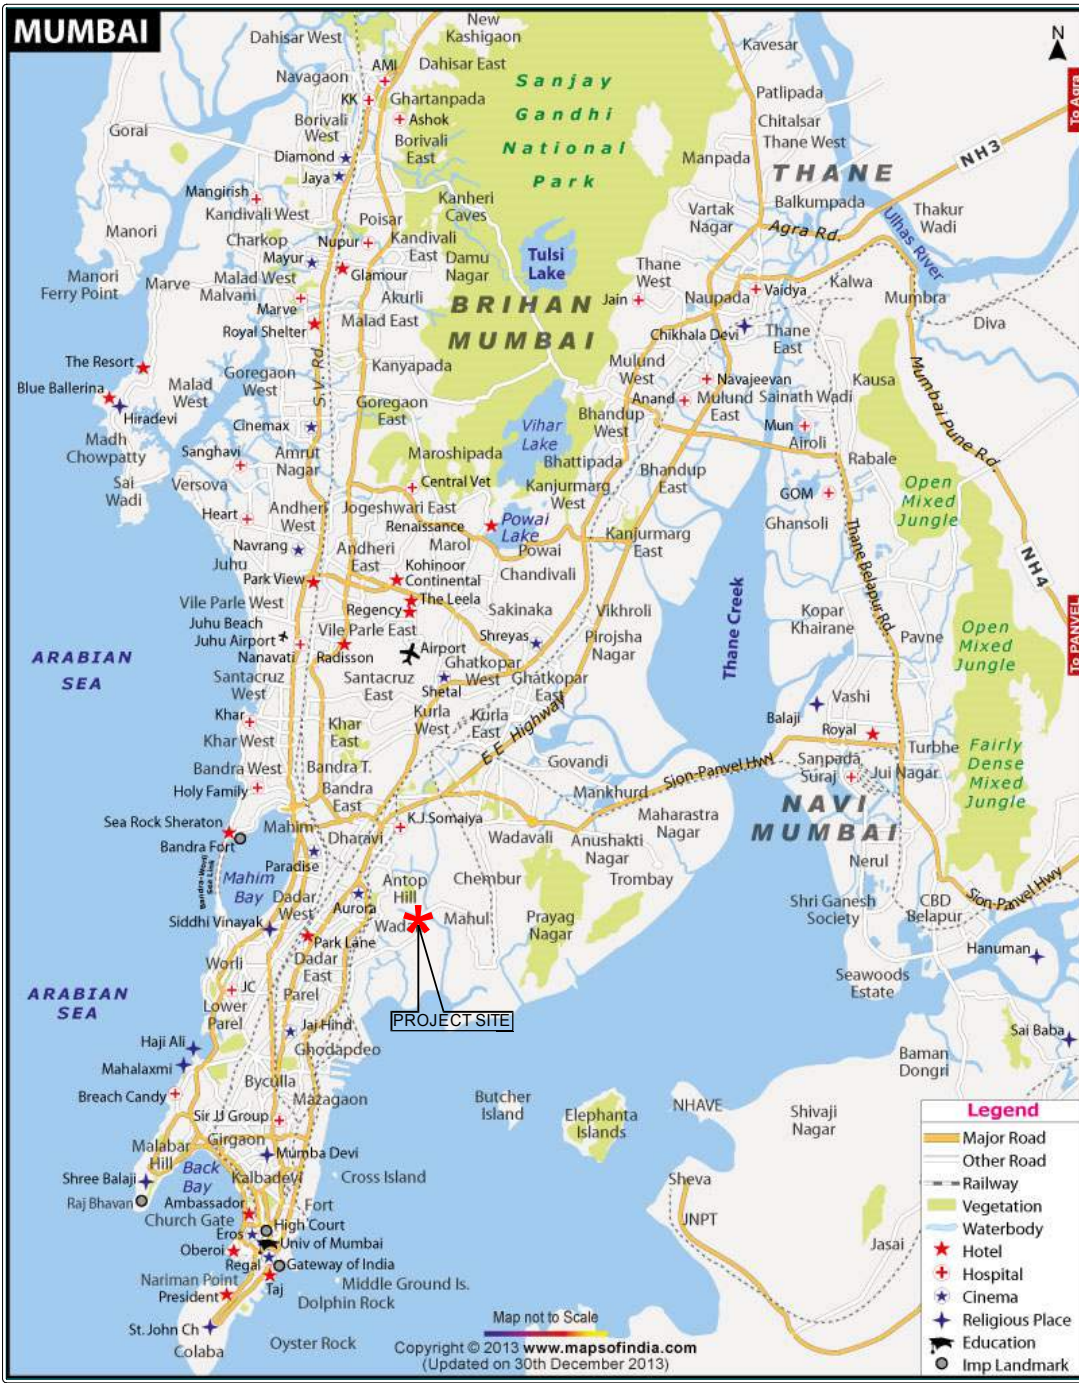 MUMBAI
New
Kashigaon
Dahisar West
Dahisar East
AMI
Navagaon
KK
Ghartanpada
Ashok
Borivali
West
Borivali
East
Gorai
Diamond
Jaya
Sanjay
Gandhi
National
Park
Kavesar
N
To Agra
Patlipada
Chitalsar
Thane West
NH3
Manpada
THANE
Balkumpada
Mangirish
Kandivali West
Kanheri
Caves
Vartak
Nagar
Agra Rd.
Ulhas River
Thakur
Wadi
Manori
Poisar
Charkop
Nupur
Kandivali
East
Mayur
Damu
Nagar
Tulsi
Lake
Manori
Ferry Point
Marve
Malad West
Malvani
Glamour
Thane
West
Jain
Naupada
Vaidya
Kalwa
Mumbra
Marve
Akurli
BRIHAN
MUMBAI
Royal Shelter
Malad East
Chikhala Devi
Thane
East
Diva
S.V. Rd.
The Resort
Goregaon
West
Kanyapada
Mulund
West
Mumbai Pune Rd.
Blue Ballerina
Malad
West
Hiradevi
Goregaon
East
Navajeevan
Kausa
Anand
Mulund
East
Sainath Wadi
Bhandup
West
Cinemax
Vihar
Lake
Mun
Airoli
Madh
Chowpatty
Sanghavi
Amrut
Nagar
Maroshipada
Bhattipada
Rabale
Sai
Wadi
Versova
Central Vet
Kanjurmarg
West
Bhandup
East
GOM
Open
Mixed
Jungle
Heart
Andheri
West
Jogeshwari East
Renaissance
Powai
Lake
Ghansoli
Navrang
Andheri
East
Marol
Powai
Kanjurmarg
East
Thane Belapur Rd.
NH4
Juhu
Kohinoor
Continental
Chandivali
Park View
The Leela
Vile Parle West
Regency
Sakinaka
Vikhroli
Thane Creek
Kopar
Khairane
To PANVEL
Juhu Beach
Juhu Airport
Vile Parle East
Shreyas
Pirojsha
Nagar
Pavne
Open
Mixed
Jungle
Nanavati
Radisson
Airport
ARABIAN
SEA
Santacruz
West
Santacruz
East
Ghatkopar
West
Shetal
Ghatkopar
East
Vashi
Khar
Kurla
West
Kurla
East
Balaji
Royal
Khar West
Khar
East
E E Highway
Turbhe
Fairly
Dense
Mixed
Jungle
Govandi
Sion-Panvel Hwy
Sanpada
Suraj
Jui Nagar
Bandra West
Bandra T.
Holy Family
Bandra
East
Mankhurd
NAVI
MUMBAI
Sea Rock Sheraton
Mahim
Dharavi
K.J.Somaiya
Wadavali
Maharastra
Nagar
Bandra Fort
Anushakti
Nagar
Nerul
Paradise
Bandra-Worli
Sea Link
Mahim
Bay
Antop
Hill
Chembur
Trombay
Sion-Panvel Hwy
Dadar
West
Aurora
Shri Ganesh
Society
CBD
Belapur
Siddhi Vinayak
Mahul
Prayag
Nagar
Park Lane
Hanuman
Worli
Dadar
East
Seawoods
Estate
ARABIAN
SEA
JC
Parel
Lower
Parel
PROJECT SITE
Jai Hind
Sai Baba
Haji Ali
Ghodapdeo
Baman
Dongri
Mahalaxmi
Byculla
Breach Candy
Mazagaon
Butcher
Island
Elephanta
Islands
NHAVE
Shivaji
Nagar
Sir JJ Group
Girgaon
Malabar
Hill
Mumba Devi
Back
Bay
Shree Balaji
Kalbadevi
Cross Island
Sheva
Raj Bhavan
Ambassador
Fort
Church Gate
High Court
JNPT
Eros
Univ of Mumbai
Oberoi
Jasai
Regal
Gateway of India
Nariman Point
Taj
Middle Ground Is.
President
Dolphin Rock
St. John Ch
Colaba
Oyster Rock
Map not to Scale
Copyright © 2013 www.mapsofindia.com
(Updated on 30th December 2013)
Legend
Major Road
Other Road
Railway
Vegetation
Waterbody
Hotel
Hospital
Cinema
Religious Place
Education
Imp Landmark